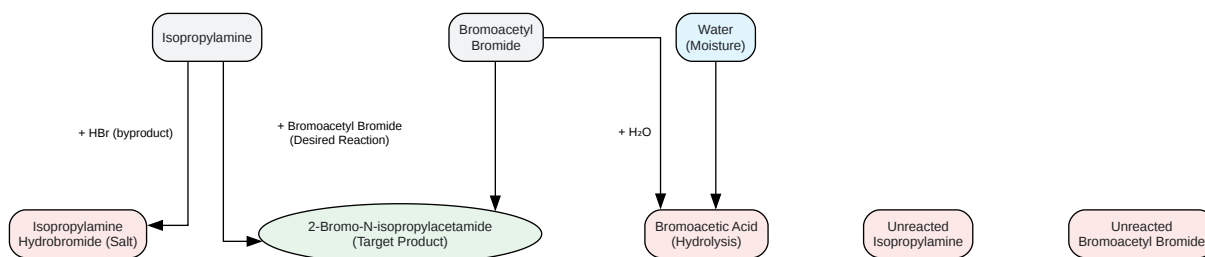 Isopropylamine
Bromoacetyl
Bromide
Water
(Moisture)
+ HBr (byproduct)
+ Bromoacetyl Bromide
(Desired Reaction)
+ H₂O
Isopropylamine
Hydrobromide (Salt)
2-Bromo-N-isopropylacetamide
(Target Product)
Bromoacetic Acid
(Hydrolysis)
Unreacted
Isopropylamine
Unreacted
Bromoacetyl Bromide